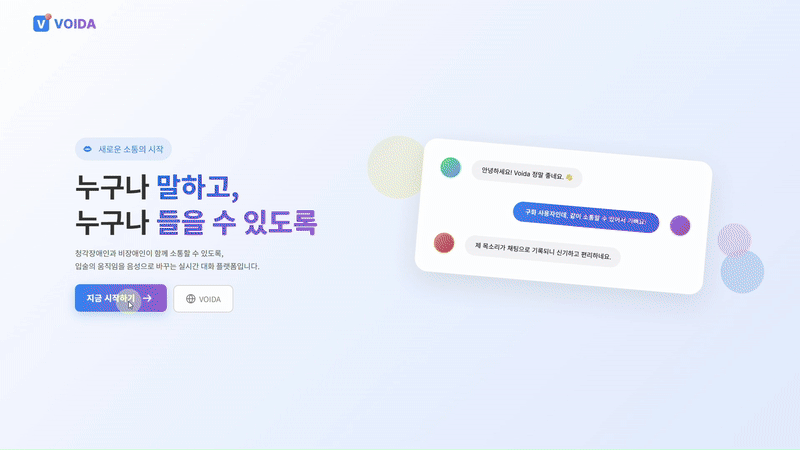 V VOIDA
새로운 소통의 시작
누구나 말하고,
누구나 들을 수 있도록
청각장애인과 비장애인이 함께 소통할 수 있도록,
입술의 움직임을 음성으로 바꾸는 실시간 대화 플랫폼입니다.
지금 시작하기 →
VOIDA
안녕하세요! Voida 정말 좋네요. 👋
구화 사용자인데, 같이 소통할 수 있어서 기뻐요!
제 목소리가 채팅으로 기록되니 신기하고 편리하네요.